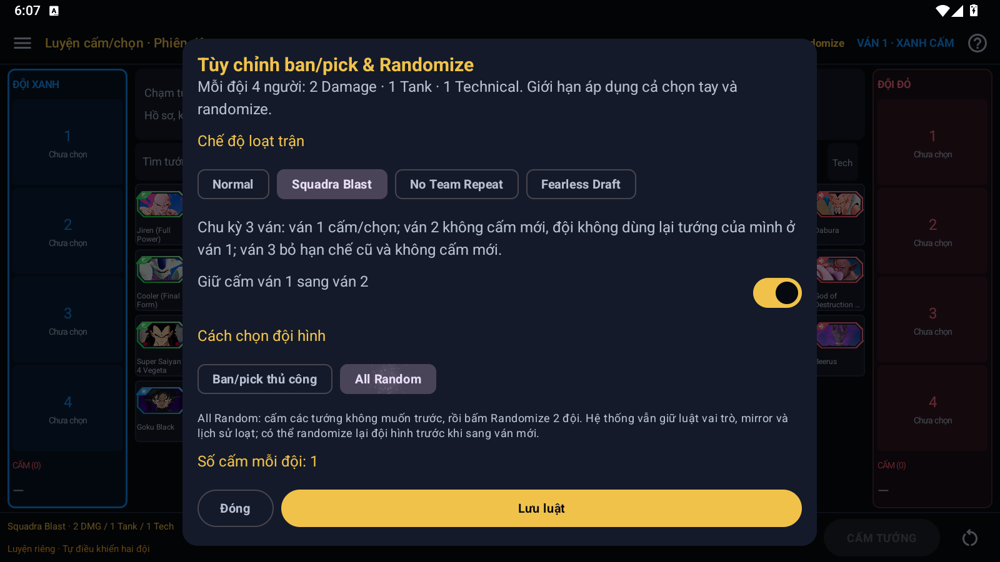 6:07
Luyện cấm/chọn · Phiên
domize
VÁN 1 · XANH CẤM
Tùy chỉnh ban/pick & Randomize
Mỗi đội 4 người: 2 Damage · 1 Tank · 1 Technical. Giới hạn áp dụng cả chọn tay và
randomize.
Chế độ loạt trận
Normal
Squadra Blast
No Team Repeat
Fearless Draft
Chu kỳ 3 ván: ván 1 cấm/chọn; ván 2 không cấm mới, đội không dùng lại tướng của mình ở
ván 1; ván 3 bỏ hạn chế cũ và không cấm mới.
Giữ cấm ván 1 sang ván 2
Cách chọn đội hình
Ban/pick thủ công
All Random
All Random: cấm các tướng không muốn trước, rồi bấm Randomize 2 đội. Hệ thống vẫn giữ luật vai trò, mirror và
lịch sử loạt; có thể randomize lại đội hình trước khi sang ván mới.
Số cấm mỗi đội: 1
Đóng
Lưu luật
ĐỘI XANH
1
Chưa chọn
2
Chưa chọn
3
Chưa chọn
4
Chưa chọn
CẤM (0)
—
Chạm
Hồ sơ,
Tìm tướ
Tech
Jiren (Full
Power)
Cooler (Final
Form)
Super Saiyan
4 Vegeta
Goku Black
Dabura
God of
Destruction ...
Beerus
ĐỘI ĐỎ
1
Chưa chọn
2
Chưa chọn
3
Chưa chọn
4
Chưa chọn
CẤM (0)
—
Squadra Blast · 2 DMG / 1 Tank / 1 Tech
Luyện riêng · Tự điều khiển hai đội
CẤM TƯỚNG